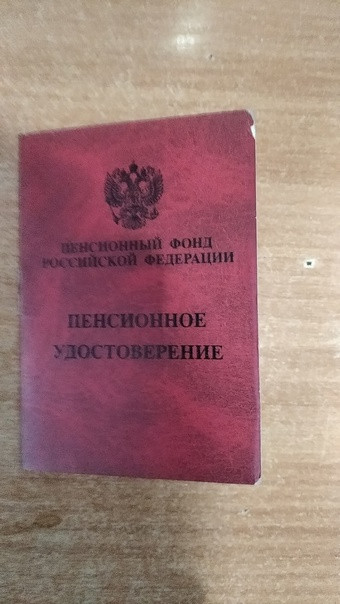 ПЕНСИОННЫЙ ФОНД
РОССИЙСКОЙ ФЕДЕРАЦИИ
ПЕНСИОННОЕ
УДОСТОВЕРЕНИЕ